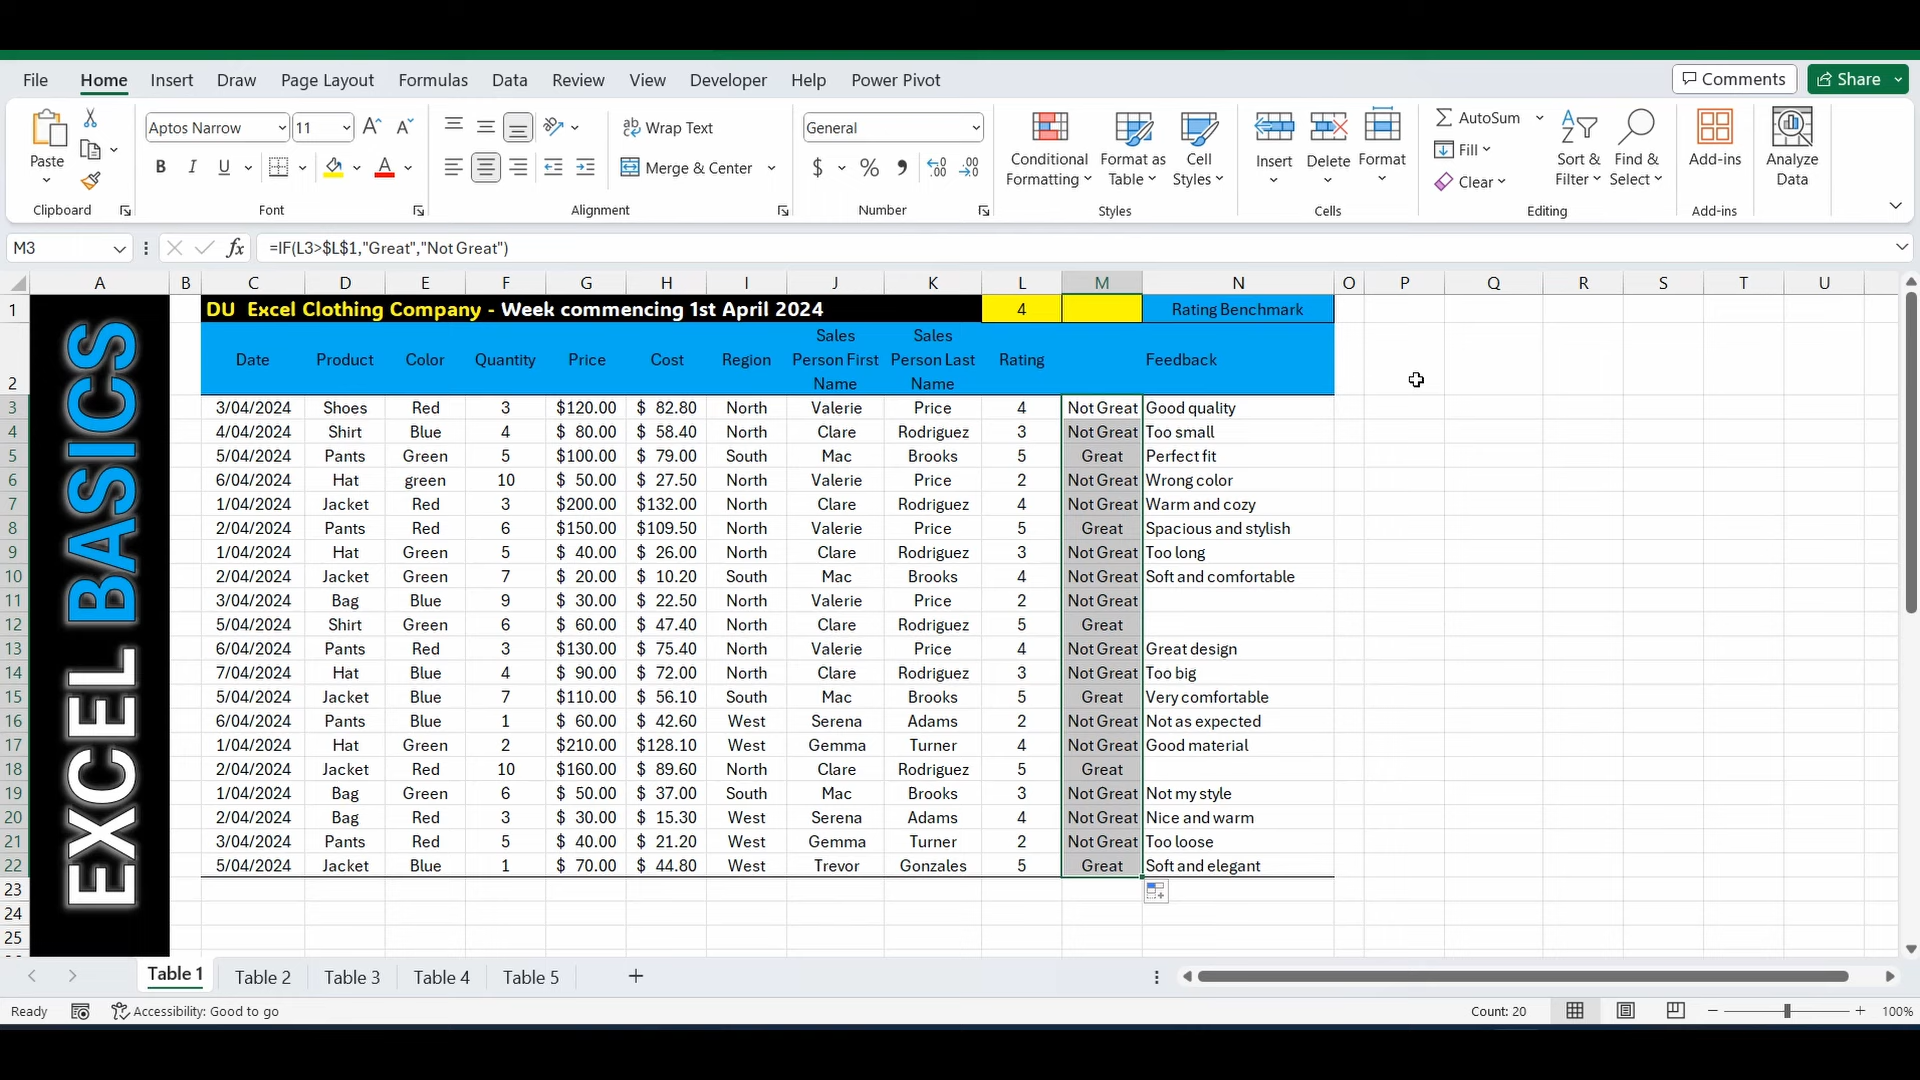 File Home Insert Draw Page Layout Formulas Data Review View Developer Help Power Pivot Comments Share
Paste Aptos Narrow 11 Wrap Text General Conditional Formatting Format as Table Cell Styles Insert Delete Format AutoSum Fill Clear Sort & Filter Find & Select Add-ins Analyze Data
B I U A Merge & Center $ % 9
Clipboard Font Alignment Number Styles Cells Editing Add-ins
M3 fx =IF(L3>$L$1,"Great","Not Great")
A B C D E F G H I J K L M N O P Q R S T U
1 DU Excel Clothing Company - Week commencing 1st April 2024 4 Rating Benchmark
2 Date Product Color Quantity Price Cost Region Sales Person First Name Sales Person Last Name Rating Feedback
3 3/04/2024 Shoes Red 3 $120.00 $ 82.80 North Valerie Price 4 Not Great Good quality
4 4/04/2024 Shirt Blue 4 $ 80.00 $ 58.40 North Clare Rodriguez 3 Not Great Too small
5 5/04/2024 Pants Green 5 $100.00 $ 79.00 South Mac Brooks 5 Great Perfect fit
6 6/04/2024 Hat green 10 $ 50.00 $ 27.50 North Valerie Price 2 Not Great Wrong color
7 1/04/2024 Jacket Red 3 $200.00 $132.00 North Clare Rodriguez 4 Not Great Warm and cozy
8 2/04/2024 Pants Red 6 $150.00 $109.50 North Valerie Price 5 Great Spacious and stylish
9 1/04/2024 Hat Green 5 $ 40.00 $ 26.00 North Clare Rodriguez 3 Not Great Too long
10 2/04/2024 Jacket Green 7 $ 20.00 $ 10.20 South Mac Brooks 4 Not Great Soft and comfortable
11 3/04/2024 Bag Blue 9 $ 30.00 $ 22.50 North Valerie Price 2 Not Great
12 5/04/2024 Shirt Green 6 $ 60.00 $ 47.40 North Clare Rodriguez 5 Great
13 6/04/2024 Pants Red 3 $130.00 $ 75.40 North Valerie Price 4 Not Great Great design
14 7/04/2024 Hat Blue 4 $ 90.00 $ 72.00 North Clare Rodriguez 3 Not Great Too big
15 5/04/2024 Jacket Blue 7 $110.00 $ 56.10 South Mac Brooks 5 Great Very comfortable
16 6/04/2024 Pants Blue 1 $ 60.00 $ 42.60 West Serena Adams 2 Not Great Not as expected
17 1/04/2024 Hat Green 2 $210.00 $128.10 West Gemma Turner 4 Not Great Good material
18 2/04/2024 Jacket Red 10 $160.00 $ 89.60 North Clare Rodriguez 5 Great
19 1/04/2024 Bag Green 6 $ 50.00 $ 37.00 South Mac Brooks 3 Not Great Not my style
20 2/04/2024 Bag Red 3 $ 30.00 $ 15.30 West Serena Adams 4 Not Great Nice and warm
21 3/04/2024 Pants Red 5 $ 40.00 $ 21.20 West Gemma Turner 2 Not Great Too loose
22 5/04/2024 Jacket Blue 1 $ 70.00 $ 44.80 West Trevor Gonzales 5 Great Soft and elegant
23
24
25
EXCEL BASICS
Table 1 Table 2 Table 3 Table 4 Table 5
Ready Accessibility: Good to go Count: 20 100%